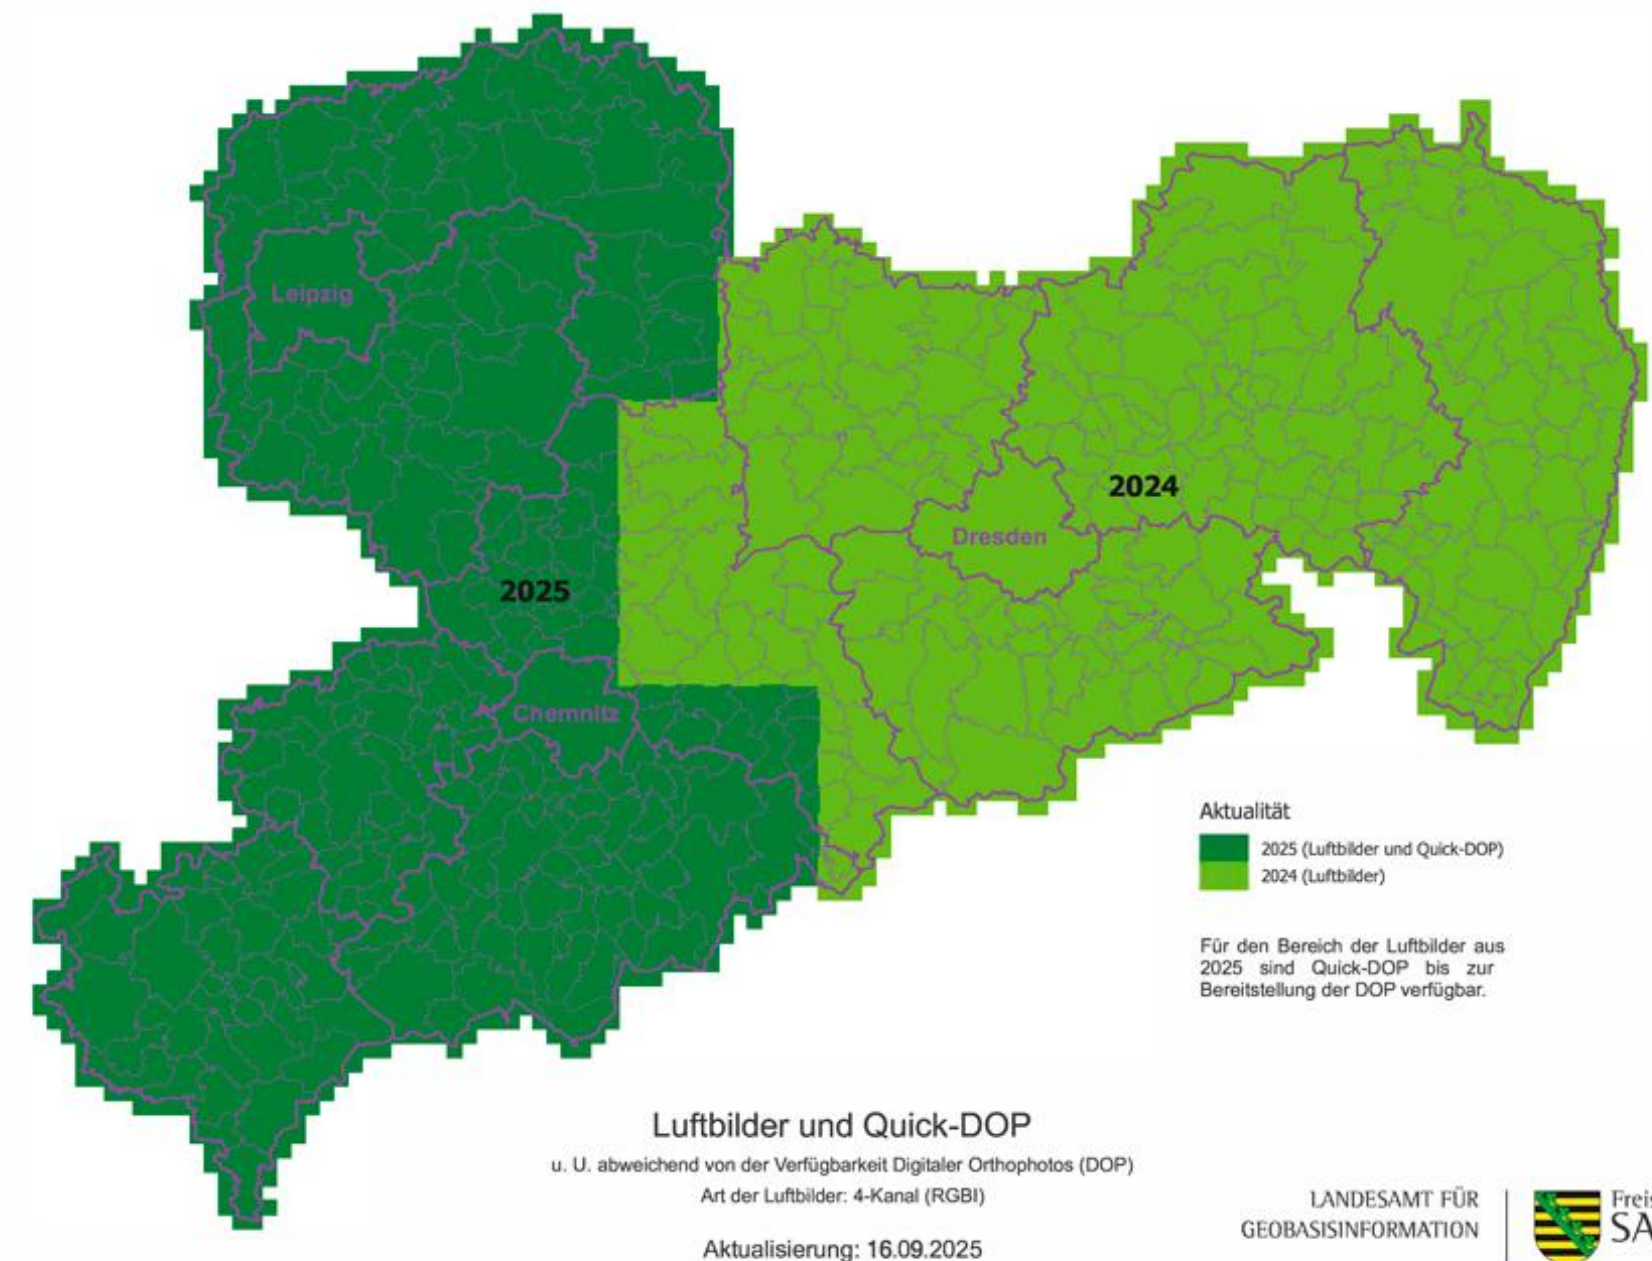 Leipzig
2024
Dresden
2025
Chemnitz
Aktualität
2025 (Luftbilder und Quick-DOP)
2024 (Luftbilder)
Für den Bereich der Luftbilder aus
2025 sind Quick-DOP bis zur
Bereitstellung der DOP verfügbar.
Luftbilder und Quick-DOP
u. U. abweichend von der Verfügbarkeit Digitaler Orthophotos (DOP)
Art der Luftbilder: 4-Kanal (RGBI)
Aktualisierung: 16.09.2025
LANDESAMT FÜR
GEOBASISINFORMATION